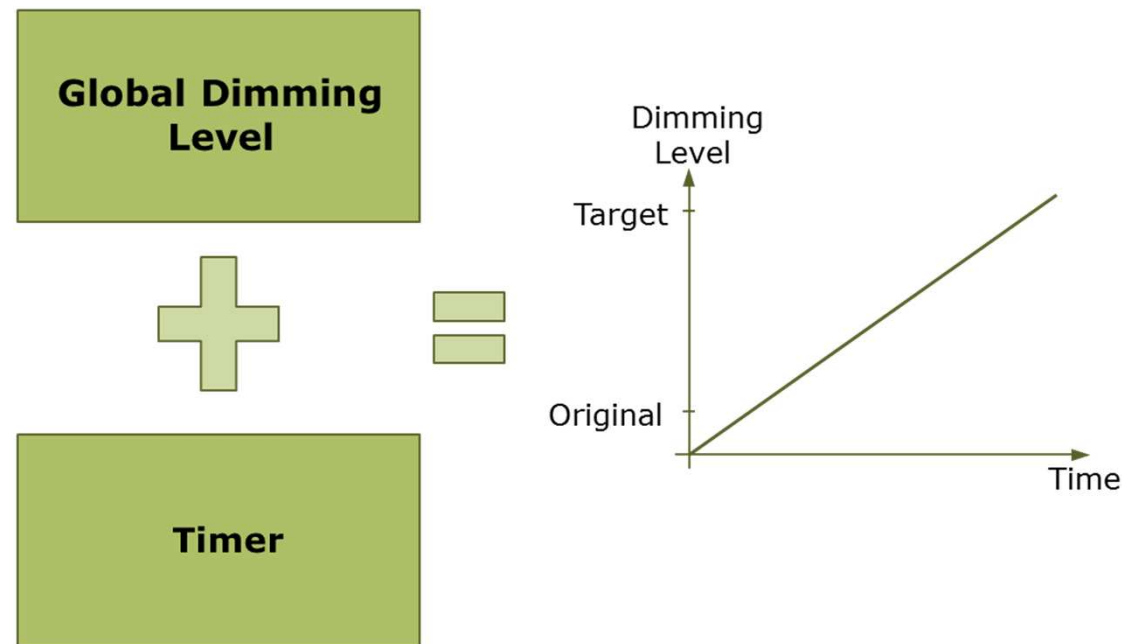 Global Dimming
Level
Timer
Dimming
Level
Target
Original
Time